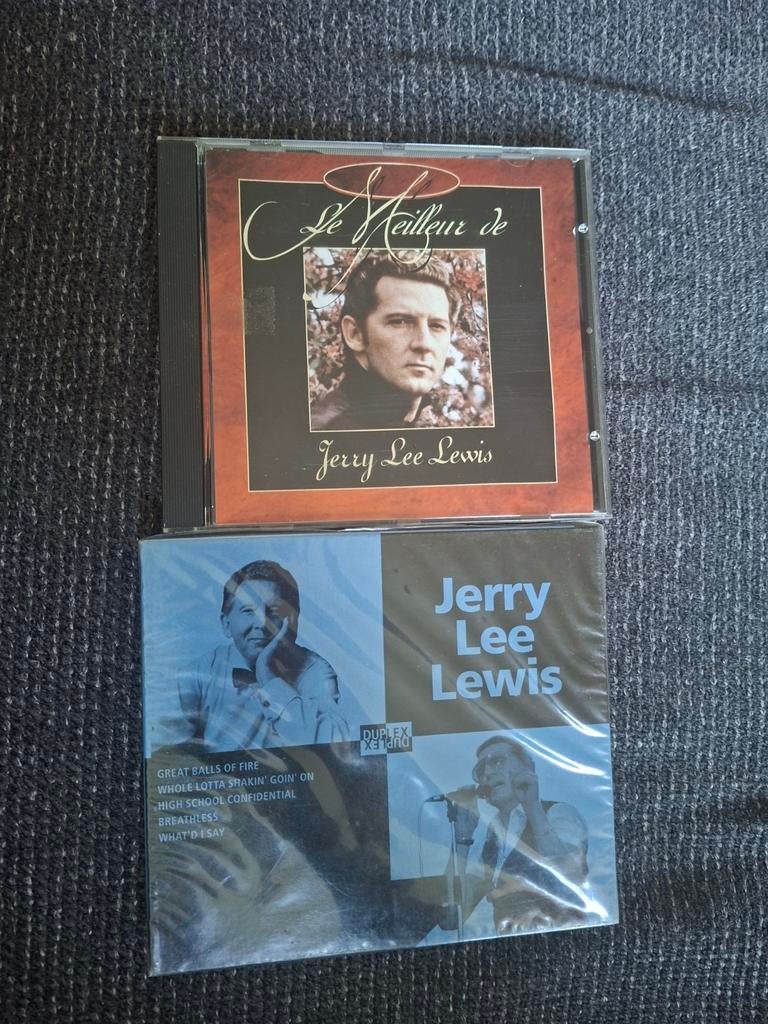 Le Meilleur de
Jerry Lee Lewis
Jerry
Lee
Lewis
DUPLEX
DUPLEX
GREAT BALLS OF FIRE
WHOLE LOTTA SHAKIN' GOIN' ON
HIGH SCHOOL CONFIDENTIAL
BREATHLESS
WHAT'D I SAY